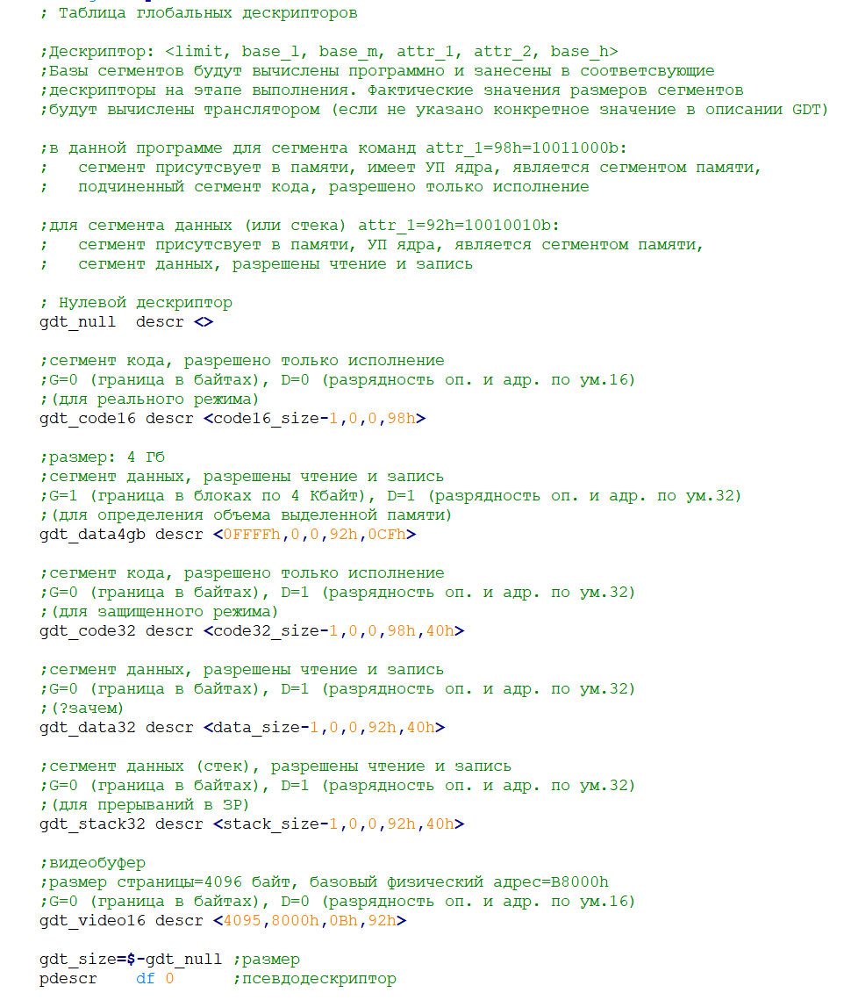 ; Таблица глобальных дескрипторов
;Дескриптор: <limit, base_l, base_m, attr_1, attr_2, base_h>
;Базы сегментов будут вычислены программно и занесены в соответсвующие
;дескрипторы на этапе выполнения. Фактические значения размеров сегментов
;будут вычислены транслятором (если не указано конкретное значение в описании GDT)
;в данной программе для сегмента команд attr_1=98h=10011000b:
;   сегмент присутсвует в памяти, имеет УП ядра, является сегментом памяти,
;   подчиненный сегмент кода, разрешено только исполнение
;для сегмента данных (или стека) attr_1=92h=10010010b:
;   сегмент присутсвует в памяти, УП ядра, является сегментом памяти,
;   сегмент данных, разрешены чтение и запись
; Нулевой дескриптор
gdt_null  descr <>
;сегмент кода, разрешено только исполнение
;G=0 (граница в байтах), D=0 (разрядность оп. и адр. по ум.16)
;(для реального режима)
gdt_code16 descr <code16_size-1,0,0,98h>
;размер: 4 Гб
;сегмент данных, разрешены чтение и запись
;G=1 (граница в блоках по 4 Кбайт), D=1 (разрядность оп. и адр. по ум.32)
;(для определения объема выделенной памяти)
gdt_data4gb descr <0FFFFh,0,0,92h,0CFh>
;сегмент кода, разрешено только исполнение
;G=0 (граница в байтах), D=1 (разрядность оп. и адр. по ум.32)
;(для защищенного режима)
gdt_code32 descr <code32_size-1,0,0,98h,40h>
;сегмент данных, разрешены чтение и запись
;G=0 (граница в байтах), D=1 (разрядность оп. и адр. по ум.32)
;(?зачем)
gdt_data32 descr <data_size-1,0,0,92h,40h>
;сегмент данных (стек), разрешены чтение и запись
;G=0 (граница в байтах), D=1 (разрядность оп. и адр. по ум.32)
;(для прерываний в ЗР)
gdt_stack32 descr <stack_size-1,0,0,92h,40h>
;видеобуфер
;размер страницы=4096 байт, базовый физический адрес=B8000h
;G=0 (граница в байтах), D=0 (разрядность оп. и адр. по ум.16)
gdt_video16 descr <4095,8000h,0Bh,92h>
gdt_size=$-gdt_null ;размер
pdescr    df 0      ;псевдодескриптор